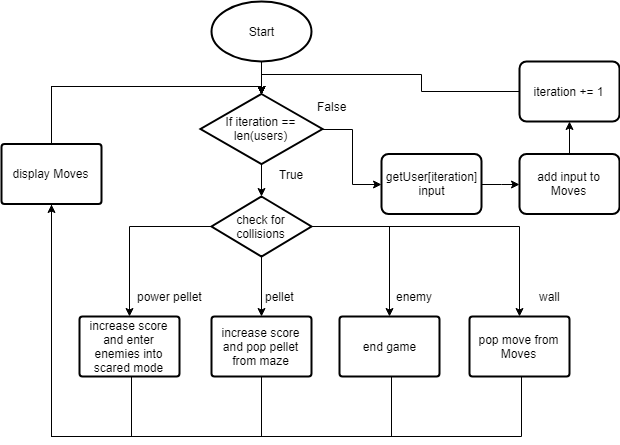 Start
iteration += 1
If iteration ==
len(users)
False
display Moves
getUser[iteration]
input
add input to
Moves
True
check for
collisions
power pellet
pellet
enemy
wall
increase score
and enter
enemies into
scared mode
increase score
and pop pellet
from maze
end game
pop move from
Moves